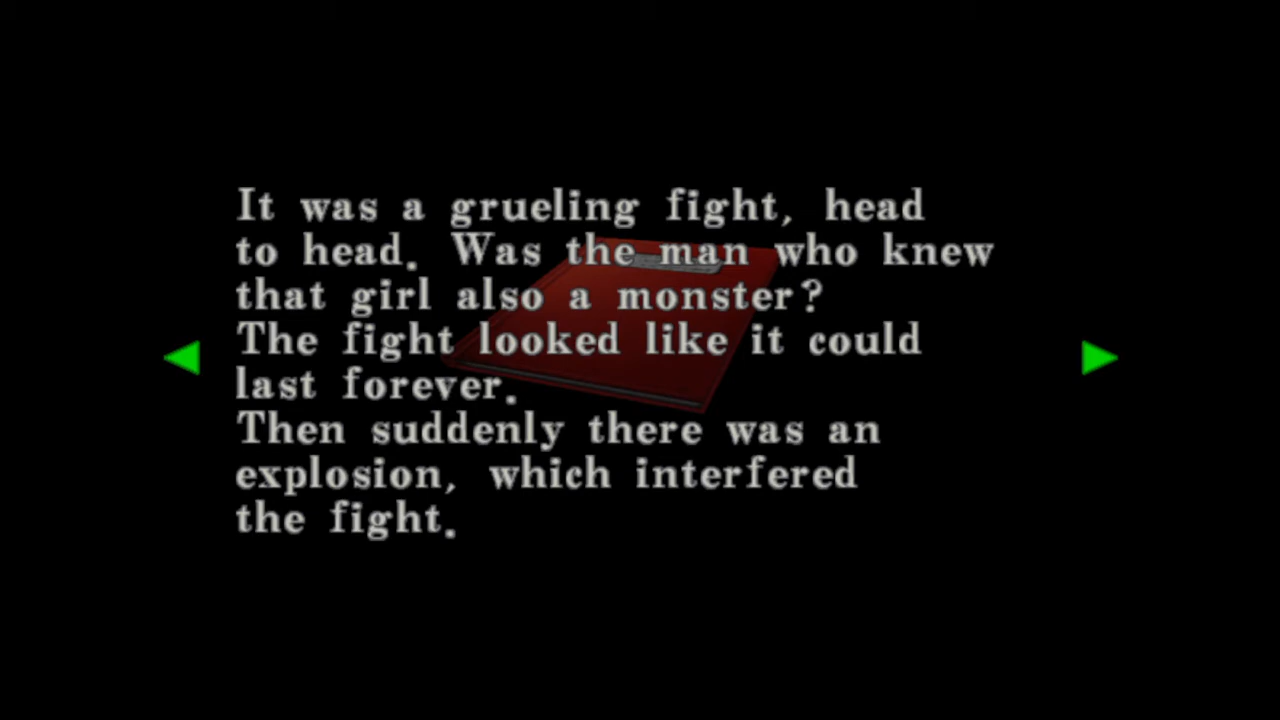 It was a grueling fight, head
to head. Was the man who knew
that girl also a monster?
The fight looked like it could
last forever.
Then suddenly there was an
explosion, which interfered
the fight.